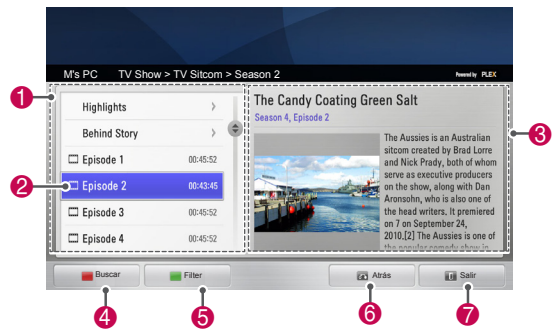 M's PC TV Show > TV Sitcom > Season 2
Powered by PLEX
1
Highlights
Behind Story
Episode 1 00:45:52
2
Episode 2 00:43:45
Episode 3 00:45:52
Episode 4 00:45:52
The Candy Coating Green Salt
Season 4, Episode 2
3
The Aussies is an Australian
sitcom created by Brad Lorre
and Nick Prady, both of whom
serve as executive producers
on the show, along with Dan
Aronsohn, who is also one of
the head writers. It premiered
on 7 on September 24,
2010.[2] The Aussies is one of
the popular comedy show in
Buscar
Filter
Atrás
Salir
4
5
6
7